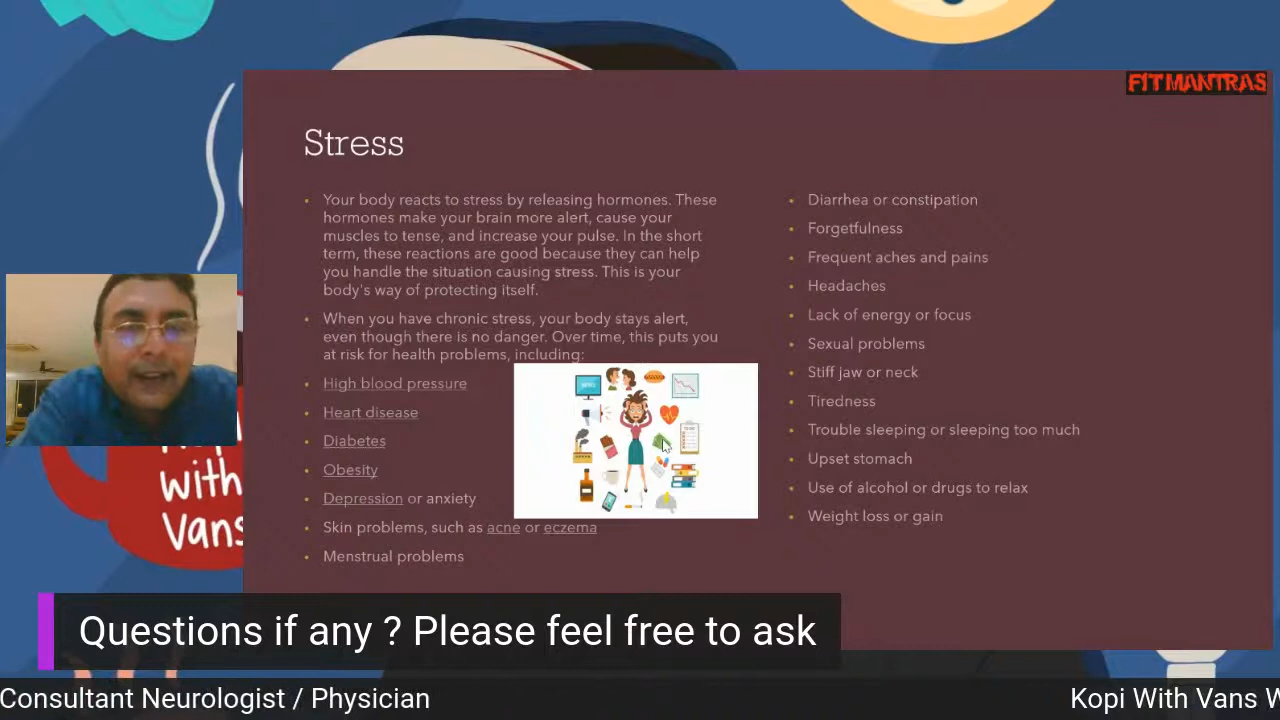 FITMANTRAS
Stress
Your body reacts to stress by releasing hormones. These
hormones make your brain more alert, cause your
muscles to tense, and increase your pulse. In the short
term, these reactions are good because they can help
you handle the situation causing stress. This is your
body's way of protecting itself.
When you have chronic stress, your body stays alert,
even though there is no danger. Over time, this puts you
at risk for health problems, including:
High blood pressure
Heart disease
Diabetes
Obesity
Depression or anxiety
Skin problems, such as acne or eczema
Menstrual problems
Diarrhea or constipation
Forgetfulness
Frequent aches and pains
Headaches
Lack of energy or focus
Sexual problems
Stiff jaw or neck
Tiredness
Trouble sleeping or sleeping too much
Upset stomach
Use of alcohol or drugs to relax
Weight loss or gain
with
Vans
Questions if any ? Please feel free to ask
Consultant Neurologist / Physician
Kopi With Vans W